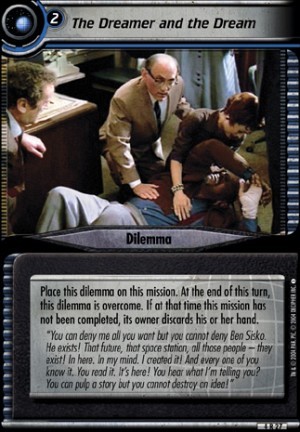 2
The Dreamer and the Dream
Dilemma
Place this dilemma on this mission. At the end of this turn,
this dilemma is overcome. If at that time this mission has
not been completed, its owner discards his or her hand.
"You can deny me all you want but you cannot deny Ben Sisko.
He exists! That future, that space station, all those people – they
exist! In here. In my mind. I created it! And every one of you
know it. You read it. It's here! You hear what I'm telling you?
You can pulp a story but you cannot destroy an idea!"
6 R 27